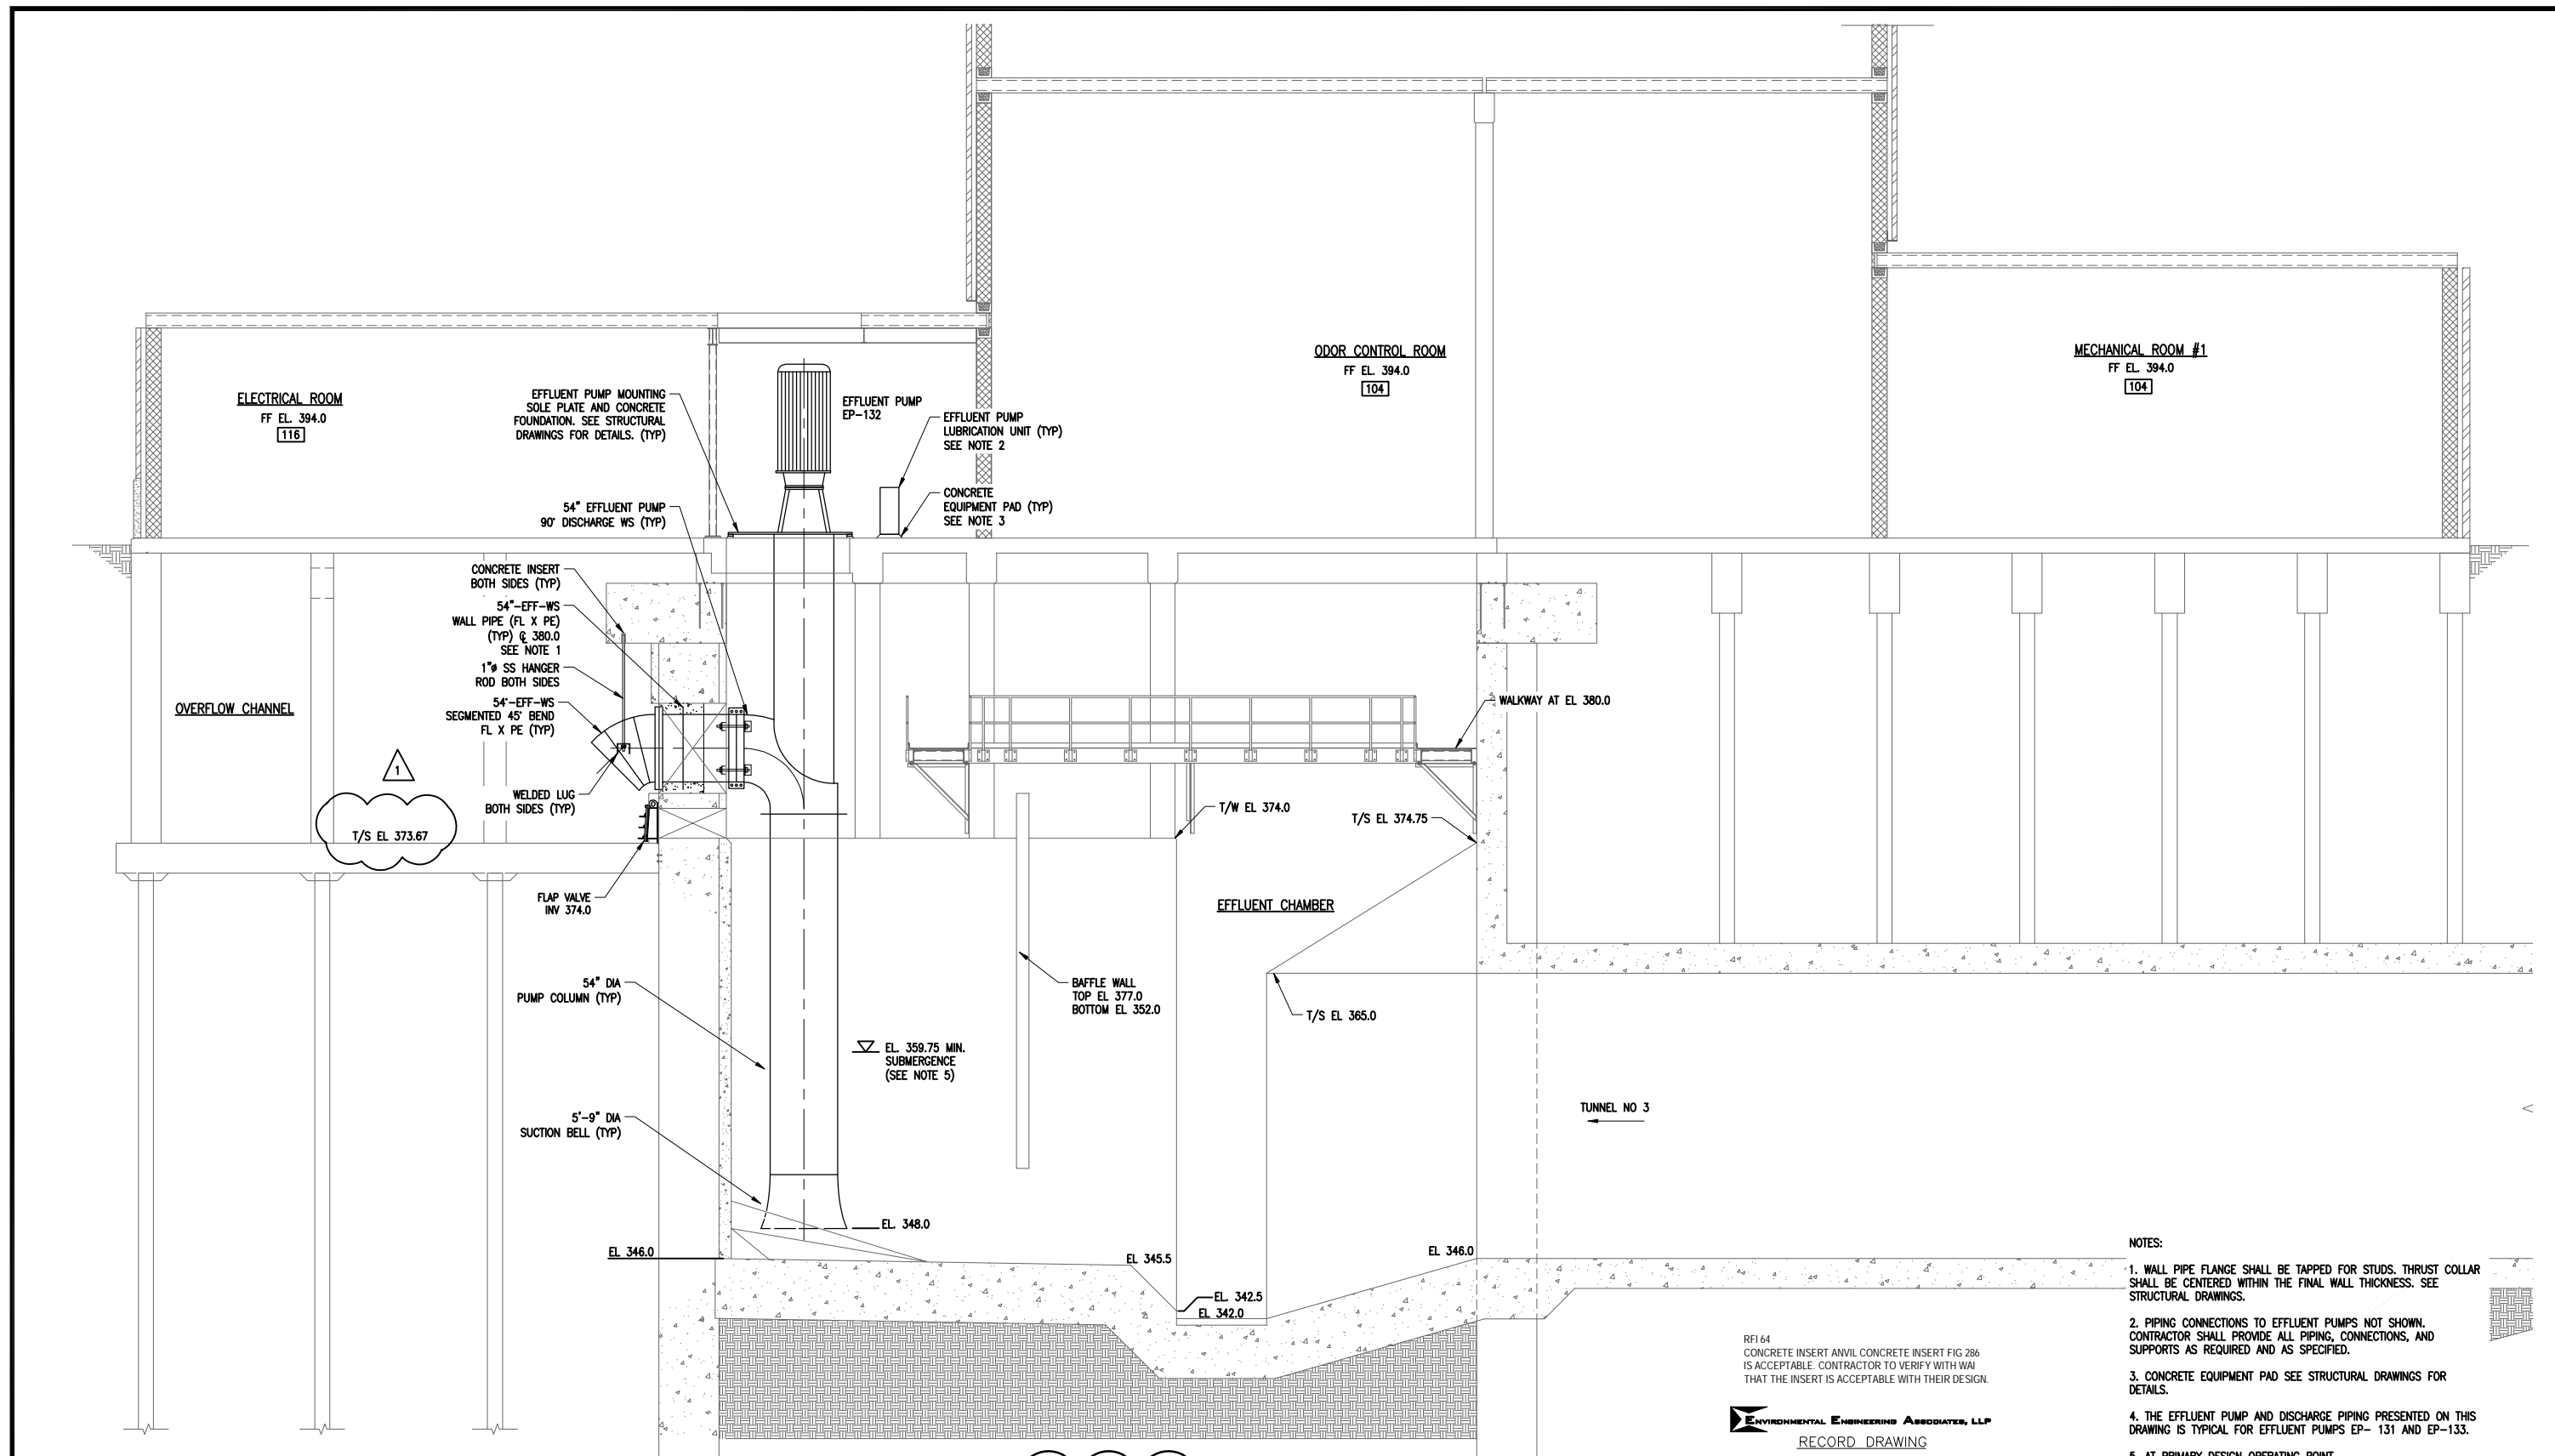 ODOR CONTROL ROOM
FF EL. 394.0
104
MECHANICAL ROOM #1
FF EL. 394.0
104
ELECTRICAL ROOM
FF EL. 394.0
116
EFFLUENT PUMP MOUNTING
SOLE PLATE AND CONCRETE
FOUNDATION. SEE STRUCTURAL
DRAWINGS FOR DETAILS. (TYP)
EFFLUENT PUMP
EP-132
EFFLUENT PUMP
LUBRICATION UNIT (TYP)
SEE NOTE 2
CONCRETE
EQUIPMENT PAD (TYP)
SEE NOTE 3
54" EFFLUENT PUMP
90° DISCHARGE WS (TYP)
CONCRETE INSERT
BOTH SIDES (TYP)
54"-EFF-WS
WALL PIPE (FL X PE)
(TYP) ℄ 380.0
SEE NOTE 1
1"ø SS HANGER
ROD BOTH SIDES
54"-EFF-WS
SEGMENTED 45° BEND
FL X PE (TYP)
WELDED LUG
BOTH SIDES (TYP)
OVERFLOW CHANNEL
1
T/S EL 373.67
FLAP VALVE
INV 374.0
WALKWAY AT EL 380.0
T/W EL 374.0
T/S EL 374.75
EFFLUENT CHAMBER
54" DIA
PUMP COLUMN (TYP)
BAFFLE WALL
TOP EL 377.0
BOTTOM EL 352.0
T/S EL 365.0
EL. 359.75 MIN.
SUBMERGENCE
(SEE NOTE 5)
5'-9" DIA
SUCTION BELL (TYP)
TUNNEL NO 3
EL. 348.0
EL 346.0
EL 345.5
EL 346.0
EL. 342.5
EL 342.0
RFI 64
CONCRETE INSERT ANVIL CONCRETE INSERT FIG 286
IS ACCEPTABLE. CONTRACTOR TO VERIFY WITH WAI
THAT THE INSERT IS ACCEPTABLE WITH THEIR DESIGN.
ENVIRONMENTAL ENGINEERING ASSOCIATES, LLP
RECORD DRAWING
NOTES:
1. WALL PIPE FLANGE SHALL BE TAPPED FOR STUDS. THRUST COLLAR
SHALL BE CENTERED WITHIN THE FINAL WALL THICKNESS. SEE
STRUCTURAL DRAWINGS.
2. PIPING CONNECTIONS TO EFFLUENT PUMPS NOT SHOWN.
CONTRACTOR SHALL PROVIDE ALL PIPING, CONNECTIONS, AND
SUPPORTS AS REQUIRED AND AS SPECIFIED.
3. CONCRETE EQUIPMENT PAD SEE STRUCTURAL DRAWINGS FOR
DETAILS.
4. THE EFFLUENT PUMP AND DISCHARGE PIPING PRESENTED ON THIS
DRAWING IS TYPICAL FOR EFFLUENT PUMPS EP- 131 AND EP-133.
5. AT PRIMARY DESIGN OPERATING POINT